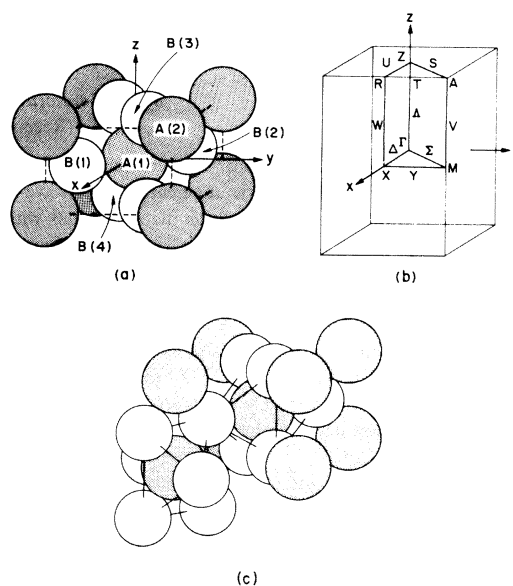 z
B(3)
A(2)
B(2)
B(1)
A(1)
y
x
B(4)
(a)
z
U Z S
R T A
Δ
W V
Δ Γ Σ
x X Y M
(b)
(c)